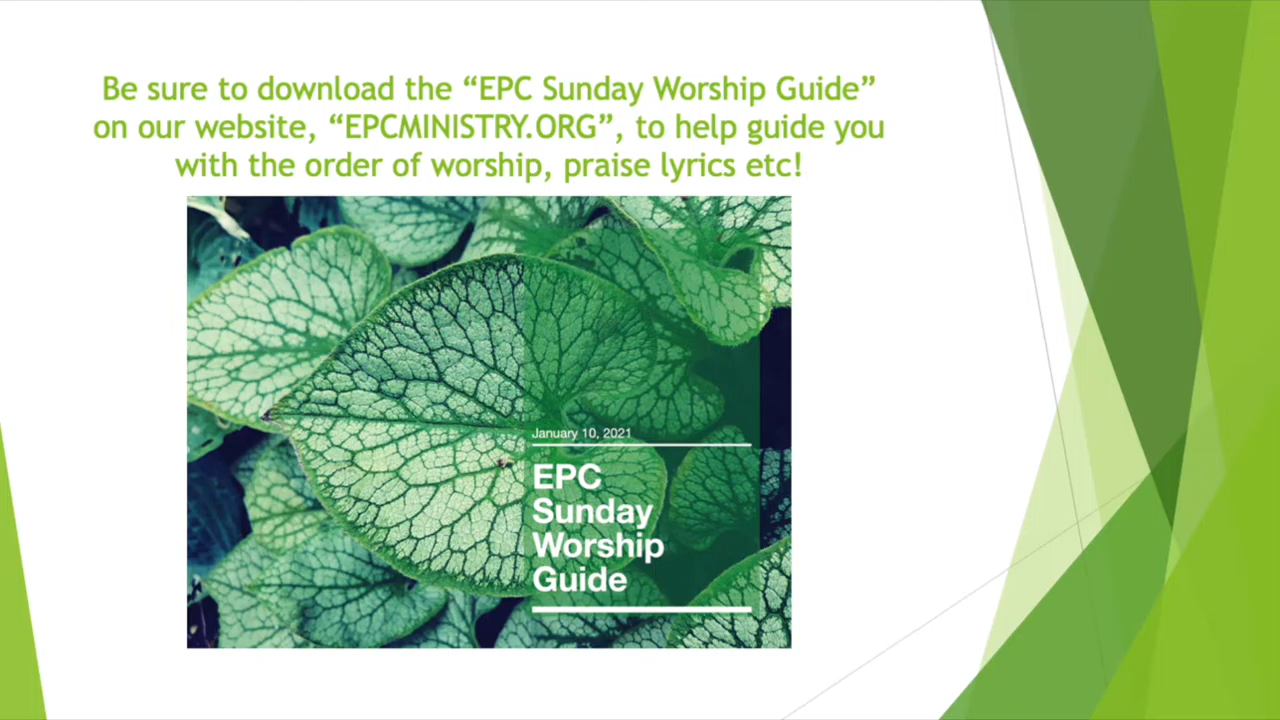 Be sure to download the “EPC Sunday Worship Guide”
on our website, “EPCMINISTRY.ORG”, to help guide you
with the order of worship, praise lyrics etc!
January 10, 2021
EPC
Sunday
Worship
Guide